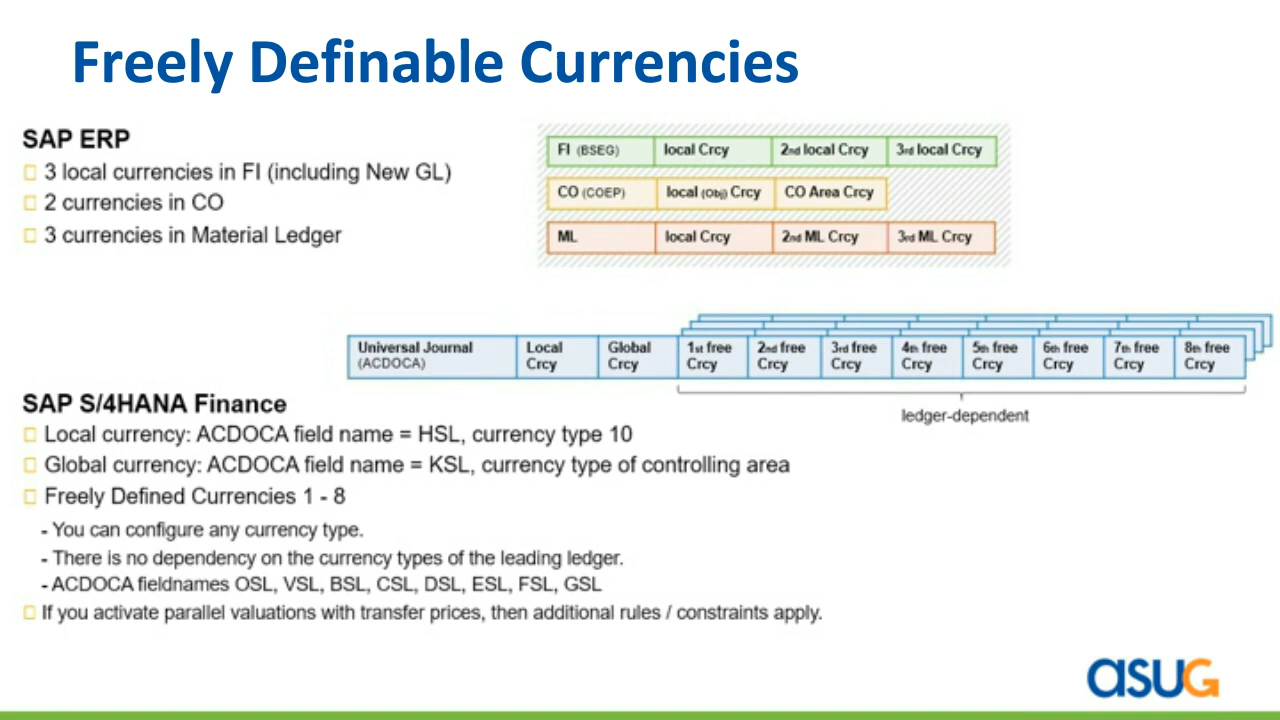 Freely Definable Currencies
SAP ERP
3 local currencies in FI (including New GL)
2 currencies in CO
3 currencies in Material Ledger
FI (BSEG) local Crcy 2nd local Crcy 3rd local Crcy
CO (COEP) local (Obj) Crcy CO Area Crcy
ML local Crcy 2nd ML Crcy 3rd ML Crcy
Universal Journal (ACDOCA)
Local Crcy
Global Crcy
1st free Crcy
2nd free Crcy
3rd free Crcy
4th free Crcy
5th free Crcy
6th free Crcy
7th free Crcy
8th free Crcy
ledger-dependent
SAP S/4HANA Finance
Local currency: ACDOCA field name = HSL, currency type 10
Global currency: ACDOCA field name = KSL, currency type of controlling area
Freely Defined Currencies 1 - 8
- You can configure any currency type.
- There is no dependency on the currency types of the leading ledger.
- ACDOCA fieldnames OSL, VSL, BSL, CSL, DSL, ESL, FSL, GSL
If you activate parallel valuations with transfer prices, then additional rules / constraints apply.
asug